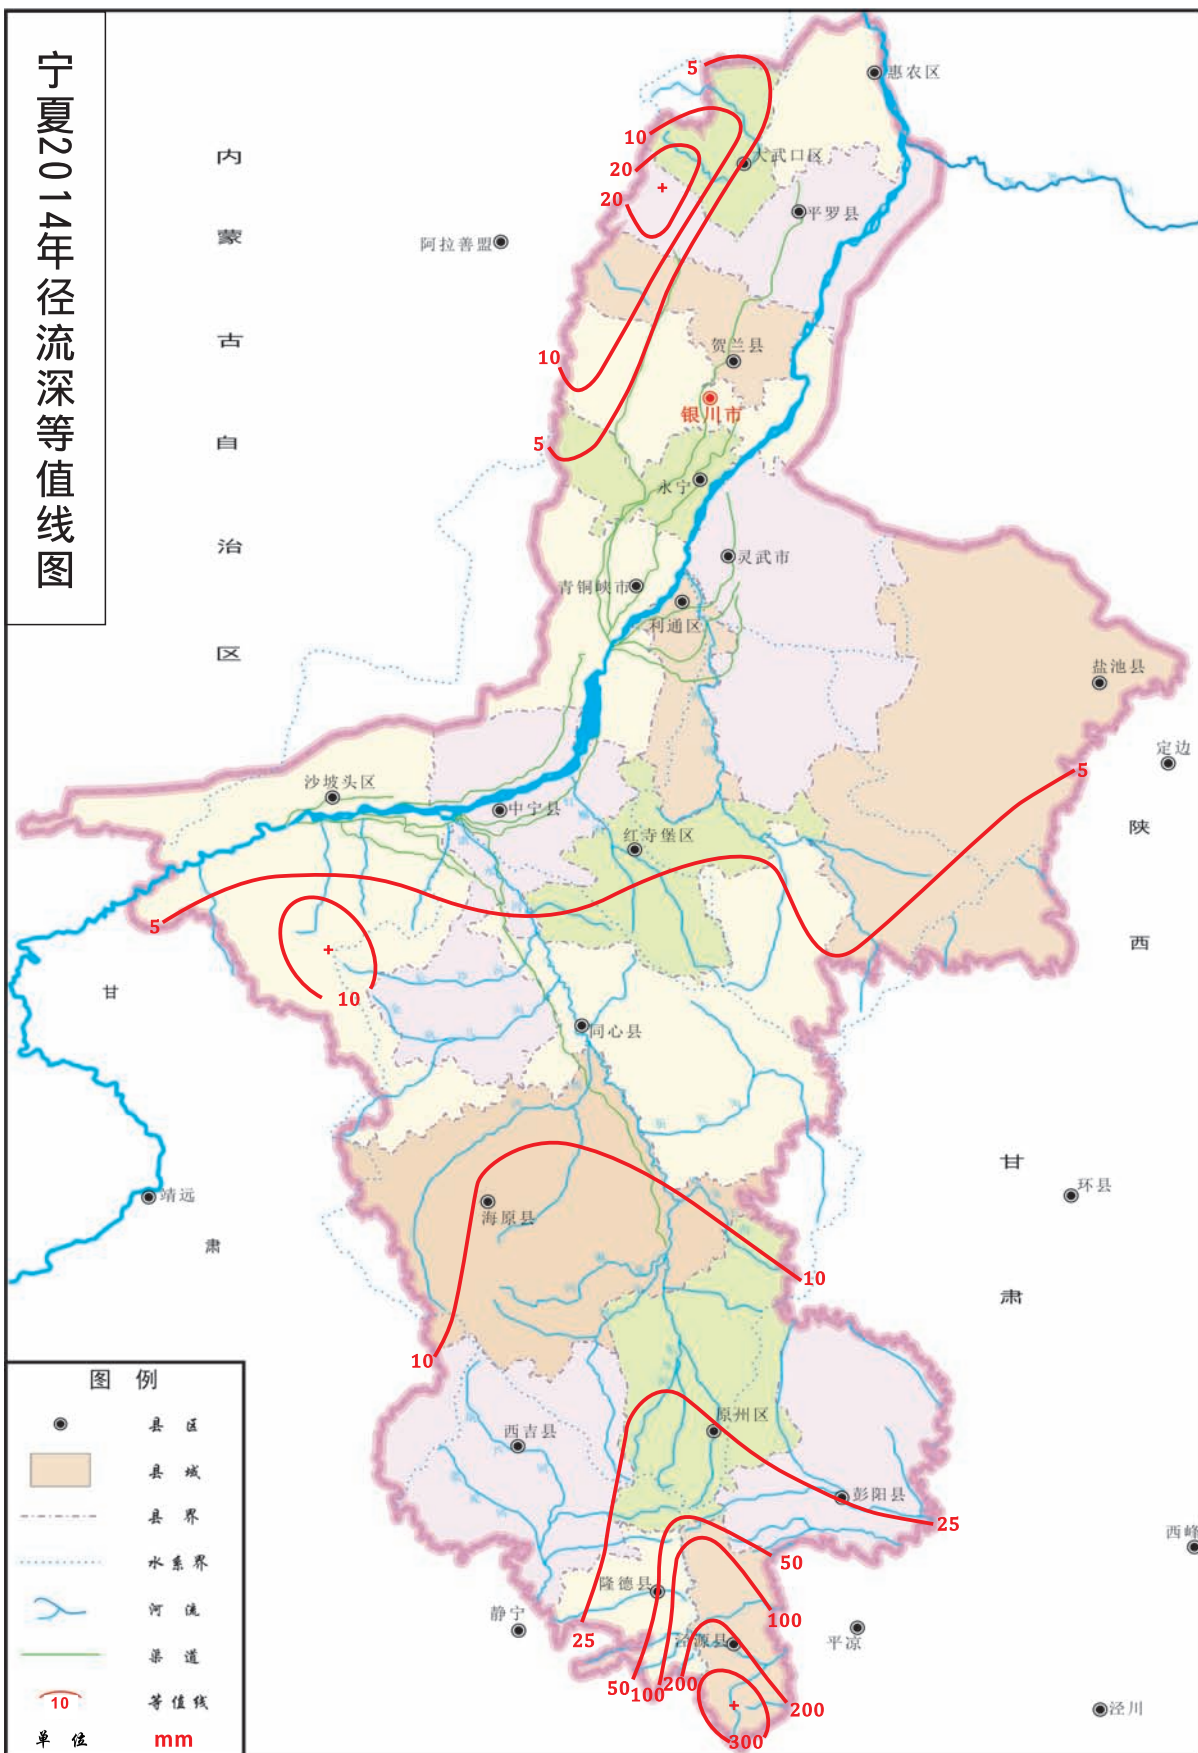 宁夏2014年径流深等值线图
内蒙古自治区
5
惠农区
10
大武口区
20
20
平罗县
阿拉善盟
10
贺兰县
银川市
5
永宁
灵武市
青铜峡市
利通区
盐池县
定边
5
沙坡头区
中宁县
陕西
红寺堡区
5
10
甘肃
同心县
甘肃
环县
靖远
海原县
10
10
原州区
西吉县
彭阳县
25
西峰
50
隆德县
静宁
100
25
泾源县
平凉
50
100
200
200
300
泾川
图例
县区
县域
县界
水系界
河流
渠道
10
等值线
单位 mm